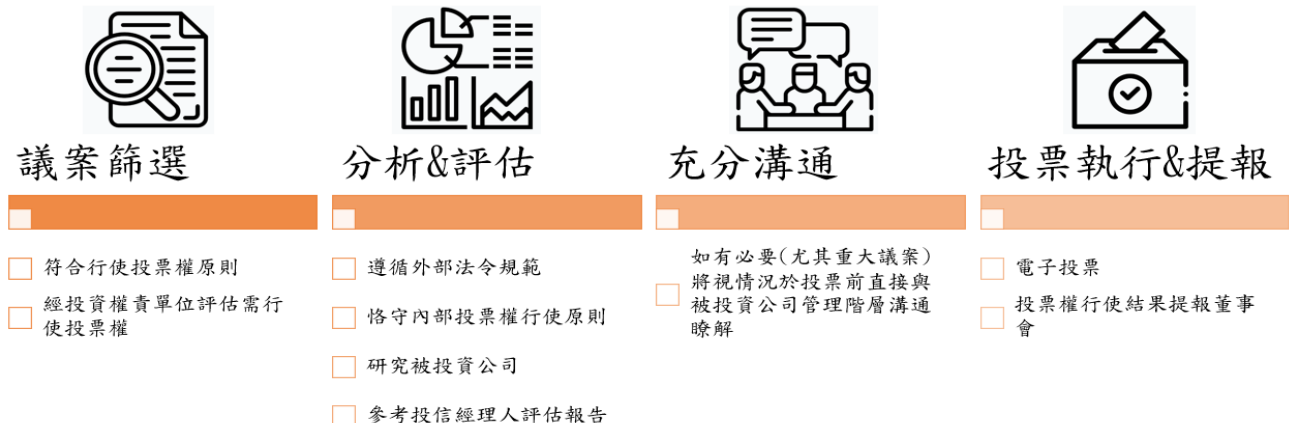 議案篩選
符合行使投票權原則
經投資權責單位評估需行
使投票權
分析&評估
遵循外部法令規範
恪守內部投票權行使原則
研究被投資公司
參考投信經理人評估報告
充分溝通
如有必要(尤其重大議案)
將視情況於投票前直接與
被投資公司管理階層溝通
瞭解
投票執行&提報
電子投票
投票權行使結果提報董事
會